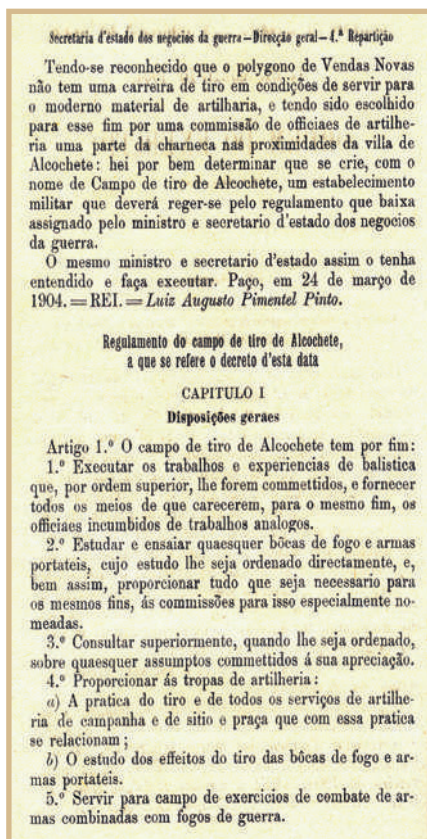 Secretaria d'estado dos negocios da guerra — Direcção geral — 4.ª Repartição
Tendo-se reconhecido que o polygono de Vendas Novas
não tem uma carreira de tiro em condições de servir para
o moderno material de artilharia, e tendo sido escolhido
para esse fim por uma commissão de officiaes de artilhe-
ria uma parte da charneca nas proximidades da villa de
Alcochete: hei por bem determinar que se crie, com o
nome de Campo de tiro de Alcochete, um estabelecimento
militar que deverá reger-se pelo regulamento que baixa
assignado pelo ministro e secretario d'estado dos negocios
da guerra.
O mesmo ministro e secretario d'estado assim o tenha
entendido e faça executar. Paço, em 24 de março de
1904. = REI. = Luiz Augusto Pimentel Pinto.
Regulamento do campo de tiro de Alcochete,
a que se refere o decreto d'esta data
CAPITULO I
Disposições geraes
Artigo 1.º O campo de tiro de Alcochete tem por fim:
1.º Executar os trabalhos e experiencias de balistica
que, por ordem superior, lhe forem commettidos, e fornecer
todos os meios de que carecerem, para o mesmo fim, os
officiaes incumbidos de trabalhos analogos.
2.º Estudar e ensaiar quaesquer bôcas de fogo e armas
portateis, cujo estudo lhe seja ordenado directamente, e,
bem assim, proporcionar tudo que seja necessario para
os mesmos fins, ás commissões para isso especialmente no-
meadas.
3.º Consultar superiormente, quando lhe seja ordenado,
sobre quaesquer assumptos commettidos á sua apreciação.
4.º Proporcionar ás tropas de artilheria:
a) A pratica do tiro e de todos os serviços de artilhe-
ria de campanha e de sitio e praça que com essa pratica
se relacionam;
b) O estudo dos effeitos do tiro das bôcas de fogo e ar-
mas portateis.
5.º Servir para campo de exercicios de combate de ar-
mas combinadas com fogos de guerra.